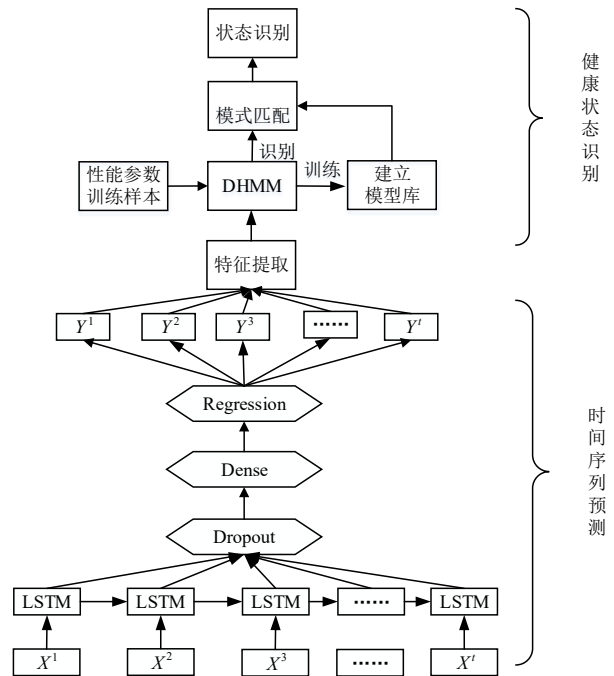 状态识别
模式匹配
识别
性能参数
训练样本
DHMM
训练
建立
模型库
特征提取
健康状态识别
Y¹ Y² Y³ …… Yᵗ
Regression
Dense
Dropout
时间序列预测
LSTM LSTM LSTM …… LSTM
X¹ X² X³ …… Xᵗ